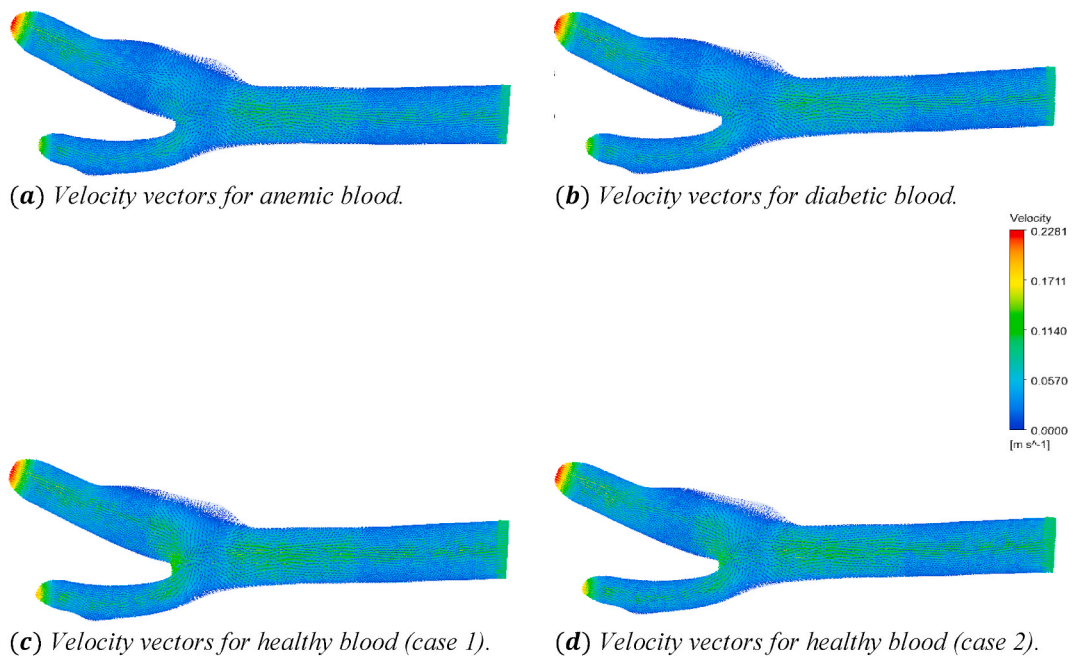 (a) Velocity vectors for anemic blood.
(b) Velocity vectors for diabetic blood.
Velocity
0.2281
0.1711
0.1140
0.0570
0.0000
[m s^-1]
(c) Velocity vectors for healthy blood (case 1).
(d) Velocity vectors for healthy blood (case 2).